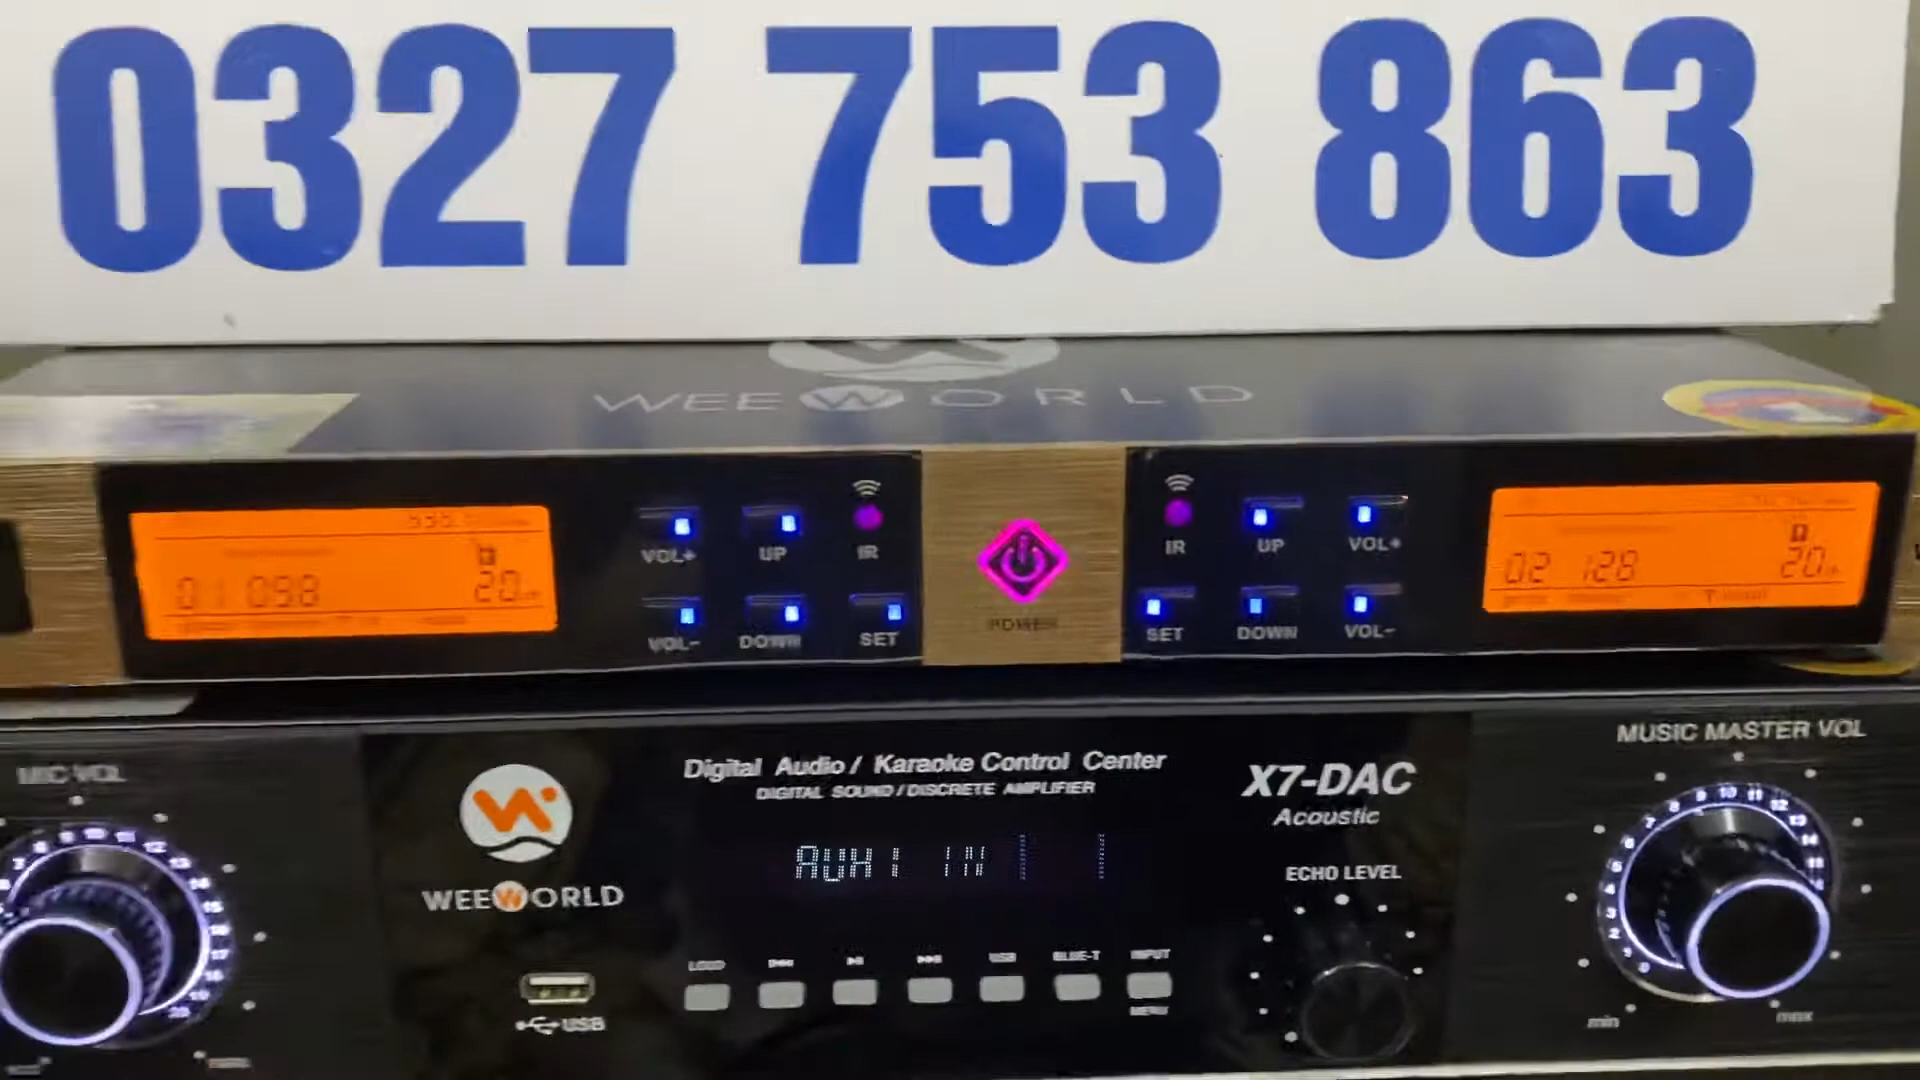 0327 753 863
WEEWORLD
VOL+ UP IR
IR UP VOL+
01 098 20
02 128 20
POWER
VOL- DOWN SET
SET DOWN VOL-
MIC VOL
Digital Audio / Karaoke Control Center
DIGITAL SOUND / DISCRETE AMPLIFIER
X7-DAC
Acoustic
MUSIC MASTER VOL
WEEWORLD
AUX1 IN
ECHO LEVEL
LOUD USB BLUE-T INPUT
MENU
USB
min max